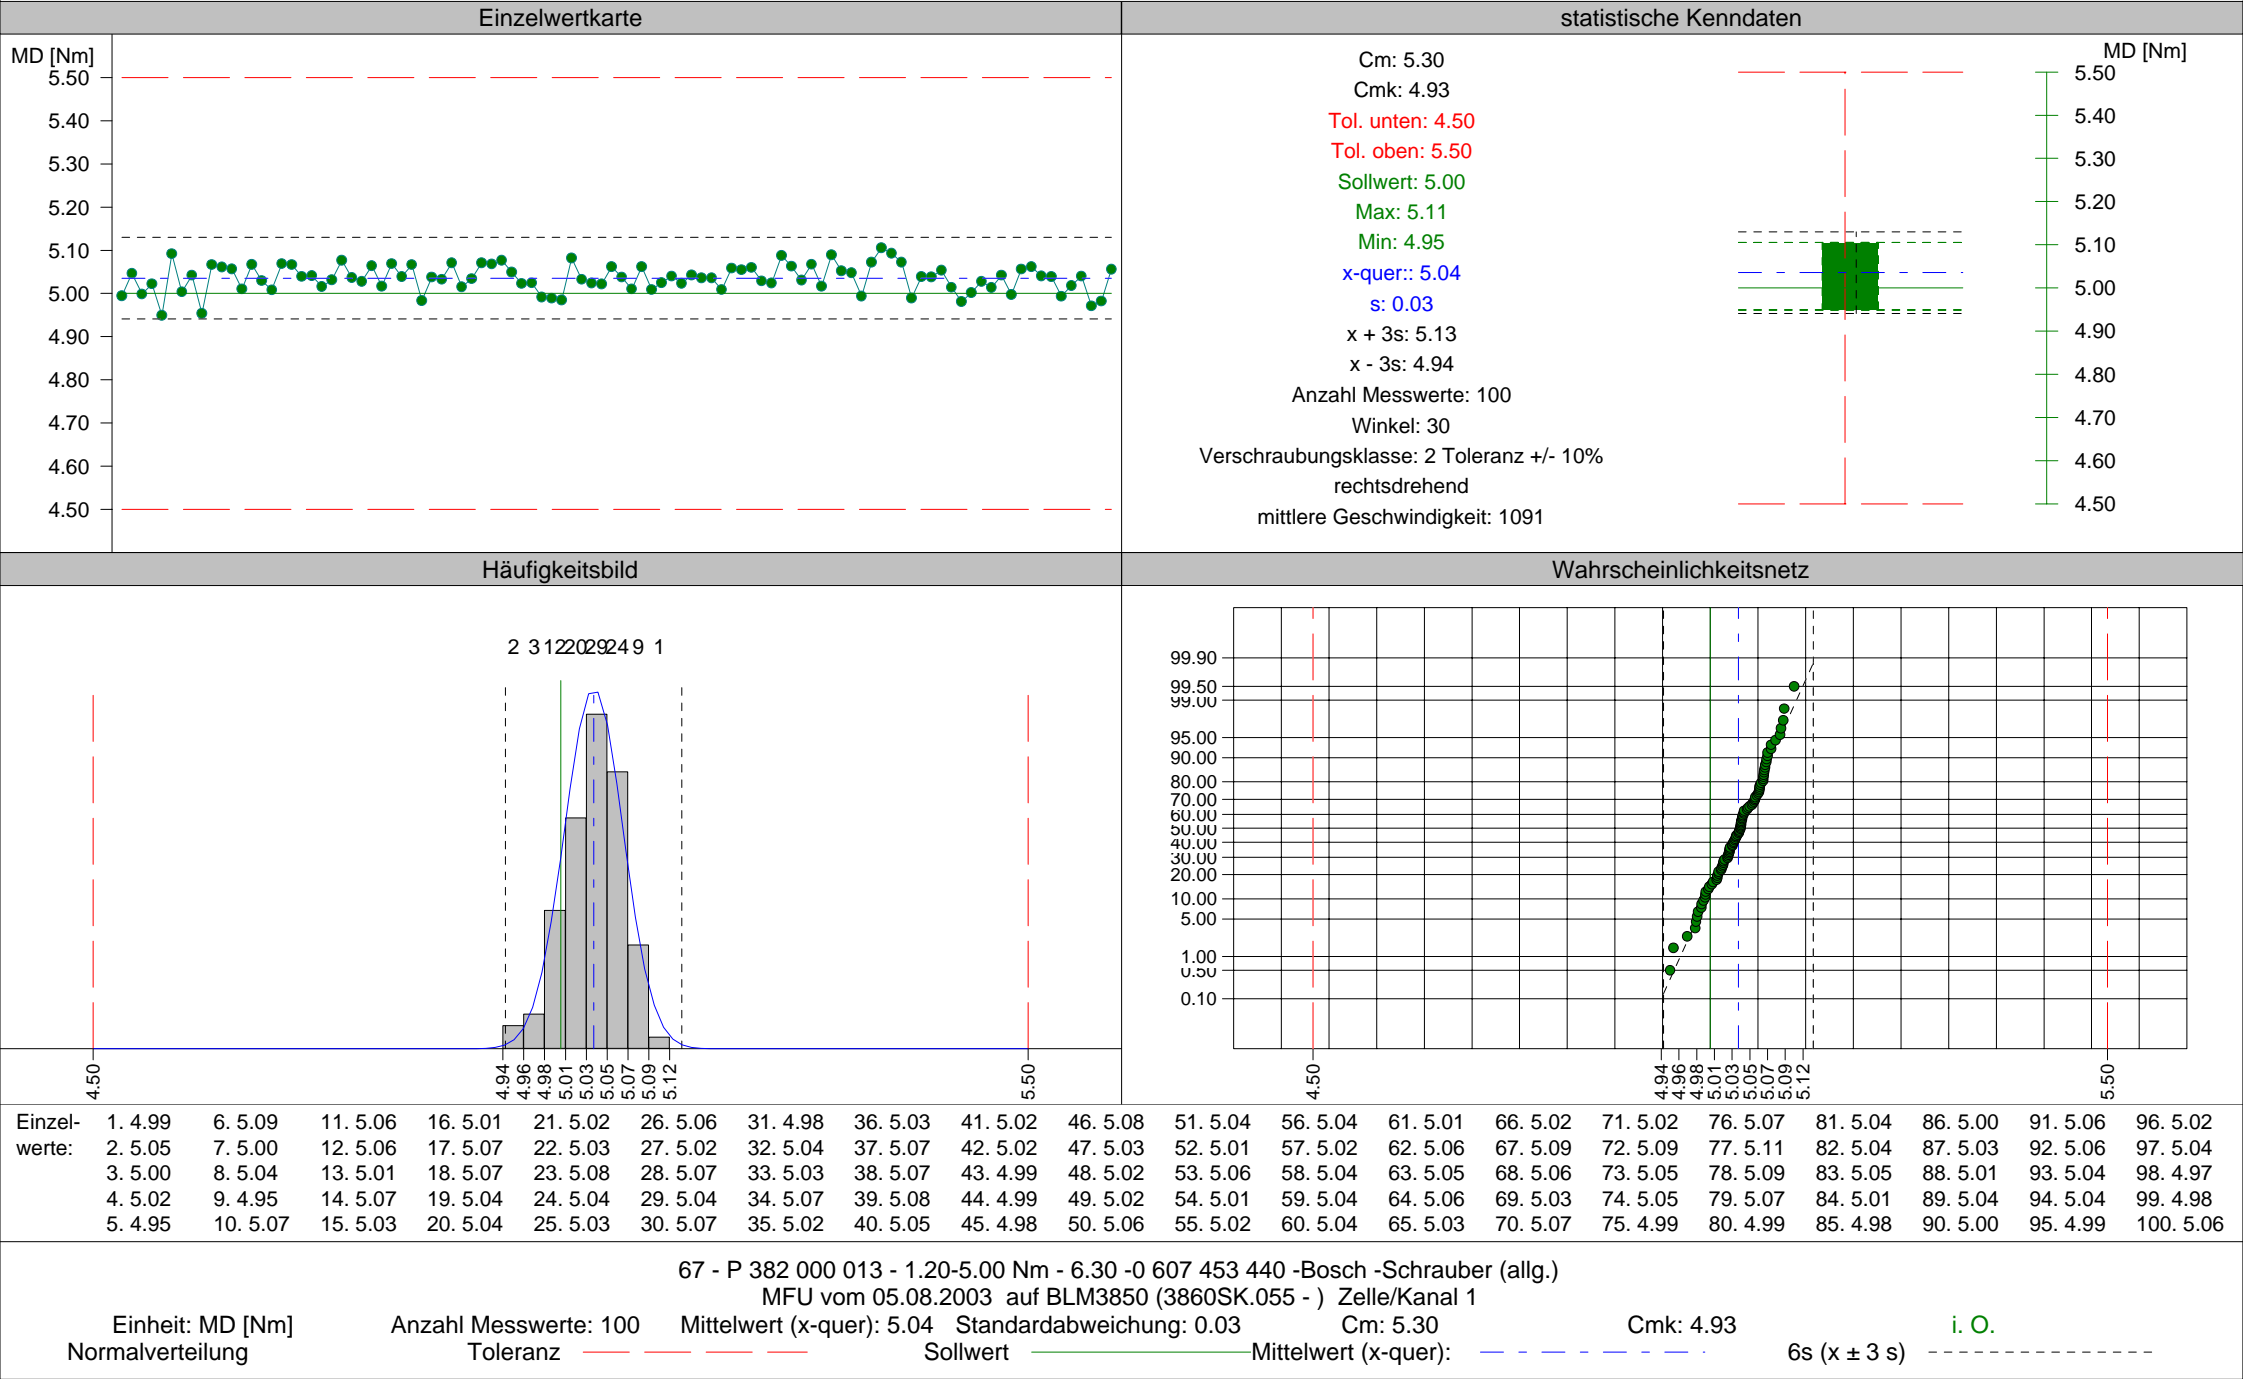 Einzelwertkarte
MD [Nm]
5.50
5.40
5.30
5.20
5.10
5.00
4.90
4.80
4.70
4.60
4.50
statistische Kenndaten
Cm: 5.30
Cmk: 4.93
Tol. unten: 4.50
Tol. oben: 5.50
Sollwert: 5.00
Max: 5.11
Min: 4.95
x-quer:: 5.04
s: 0.03
x + 3s: 5.13
x - 3s: 4.94
Anzahl Messwerte: 100
Winkel: 30
Verschraubungsklasse: 2 Toleranz +/- 10%
rechtsdrehend
mittlere Geschwindigkeit: 1091
MD [Nm]
5.50
5.40
5.30
5.20
5.10
5.00
4.90
4.80
4.70
4.60
4.50
Häufigkeitsbild
2 3 12 20 29 24 9 1
4.50 4.94 4.96 4.98 5.01 5.03 5.05 5.07 5.09 5.12 5.50
Wahrscheinlichkeitsnetz
99.90
99.50
99.00
95.00
90.00
80.00
70.00
60.00
50.00
40.00
30.00
20.00
10.00
5.00
1.00
0.50
0.10
4.50 4.94 4.96 4.98 5.01 5.03 5.05 5.07 5.09 5.12 5.50
Einzel- 1. 4.99 6. 5.09 11. 5.06 16. 5.01 21. 5.02 26. 5.06 31. 4.98 36. 5.03 41. 5.02 46. 5.08 51. 5.04 56. 5.04 61. 5.01 66. 5.02 71. 5.02 76. 5.07 81. 5.04 86. 5.00 91. 5.06 96. 5.02
werte: 2. 5.05 7. 5.00 12. 5.06 17. 5.07 22. 5.03 27. 5.02 32. 5.04 37. 5.07 42. 5.02 47. 5.03 52. 5.01 57. 5.02 62. 5.06 67. 5.09 72. 5.09 77. 5.11 82. 5.04 87. 5.03 92. 5.06 97. 5.04
3. 5.00 8. 5.04 13. 5.01 18. 5.07 23. 5.08 28. 5.07 33. 5.03 38. 5.07 43. 4.99 48. 5.02 53. 5.06 58. 5.04 63. 5.05 68. 5.06 73. 5.05 78. 5.09 83. 5.05 88. 5.01 93. 5.04 98. 4.97
4. 5.02 9. 4.95 14. 5.07 19. 5.04 24. 5.04 29. 5.04 34. 5.07 39. 5.08 44. 4.99 49. 5.02 54. 5.01 59. 5.04 64. 5.06 69. 5.03 74. 5.05 79. 5.07 84. 5.01 89. 5.04 94. 5.04 99. 4.98
5. 4.95 10. 5.07 15. 5.03 20. 5.04 25. 5.03 30. 5.07 35. 5.02 40. 5.05 45. 4.98 50. 5.06 55. 5.02 60. 5.04 65. 5.03 70. 5.07 75. 4.99 80. 4.99 85. 4.98 90. 5.00 95. 4.99 100. 5.06
67 - P 382 000 013 - 1.20-5.00 Nm - 6.30 -0 607 453 440 -Bosch -Schrauber (allg.)
MFU vom 05.08.2003 auf BLM3850 (3860SK.055 - ) Zelle/Kanal 1
Einheit: MD [Nm] Anzahl Messwerte: 100 Mittelwert (x-quer): 5.04 Standardabweichung: 0.03 Cm: 5.30 Cmk: 4.93 i. O.
Normalverteilung Toleranz Sollwert Mittelwert (x-quer): 6s (x ± 3 s)